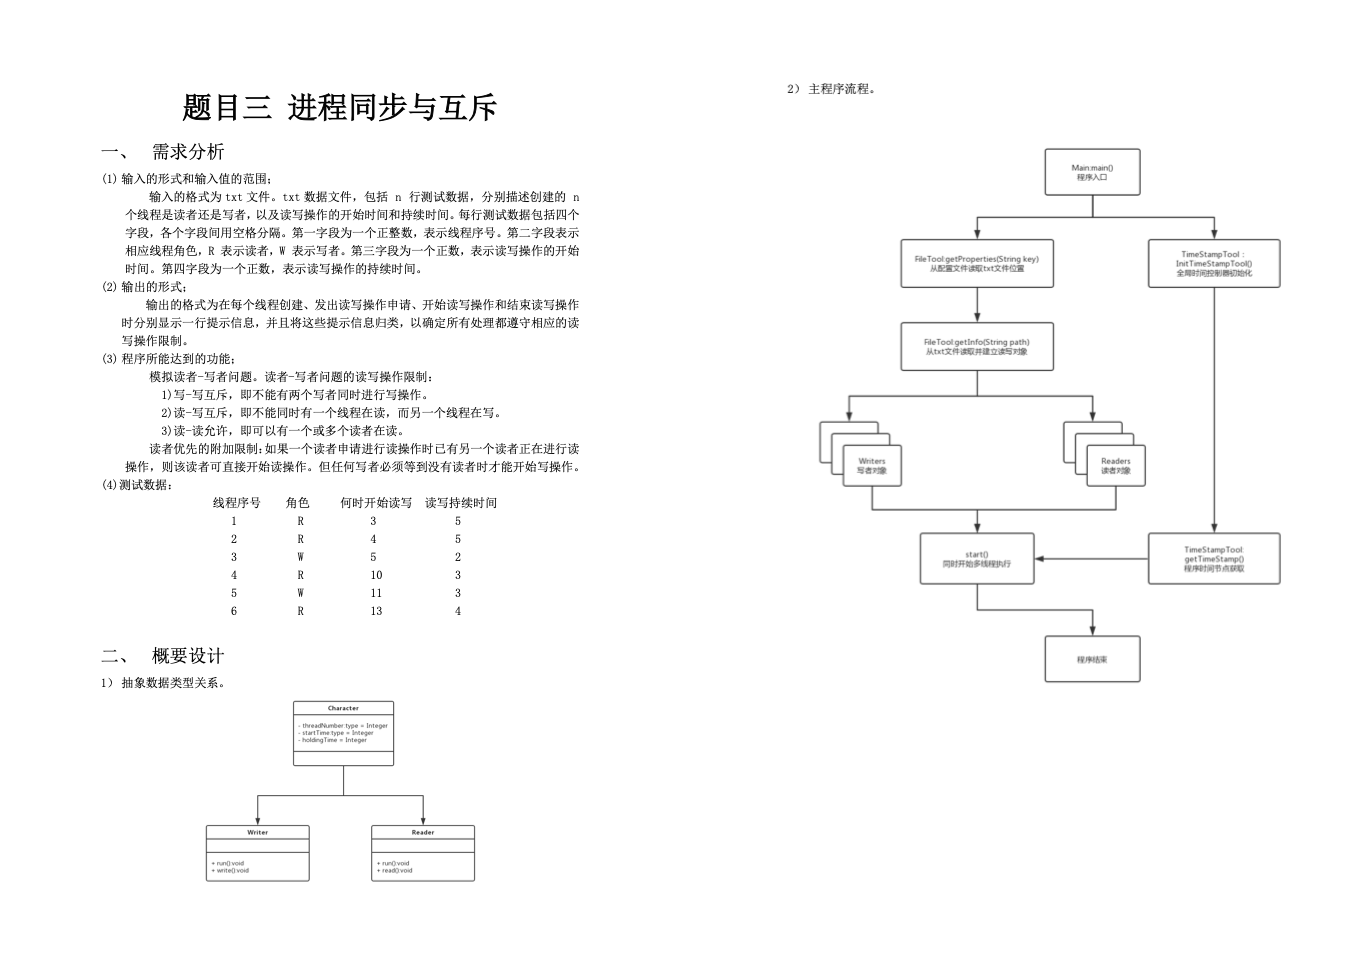 题目三 进程同步与互斥
一、 需求分析
(1) 输入的形式和输入值的范围；
输入的格式为 txt 文件。txt 数据文件，包括 n 行测试数据，分别描述创建的 n
个线程是读者还是写者，以及读写操作的开始时间和持续时间。每行测试数据包括四个
字段，各个字段间用空格分隔。第一字段为一个正整数，表示线程序号。第二字段表示
相应线程角色，R 表示读者，W 表示写者。第三字段为一个正数，表示读写操作的开始
时间。第四字段为一个正数，表示读写操作的持续时间。
(2) 输出的形式；
输出的格式为在每个线程创建、发出读写操作申请、开始读写操作和结束读写操作
时分别显示一行提示信息，并且将这些提示信息归类，以确定所有处理都遵守相应的读
写操作限制。
(3) 程序所能达到的功能；
模拟读者-写者问题。读者-写者问题的读写操作限制：
1)写-写互斥，即不能有两个写者同时进行写操作。
2)读-写互斥，即不能同时有一个线程在读，而另一个线程在写。
3)读-读允许，即可以有一个或多个读者在读。
读者优先的附加限制：如果一个读者申请进行读操作时已有另一个读者正在进行读
操作，则该读者可直接开始读操作。但任何写者必须等到没有读者时才能开始写操作。
(4)测试数据：
线程序号 角色 何时开始读写 读写持续时间
1 R 3 5
2 R 4 5
3 W 5 2
4 R 10 3
5 W 11 3
6 R 13 4
二、 概要设计
1） 抽象数据类型关系。
Character
- threadNumber:type = Integer
- startTime:type = Integer
- holdingTime = Integer
Writer
+ run():void
+ write():void
Reader
+ run():void
+ read():void
2） 主程序流程。
Main:main()
程序入口
FileTool:getProperties(String key)
从配置文件读取txt文件位置
TimeStampTool：
InitTimeStampTool()
全局时间控制器初始化
FileTool:getInfo(String path)
从txt文件读取并建立读写对象
Writers
写者对象
Readers
读者对象
start()
同时开始多线程执行
TimeStampTool:
getTimeStamp()
程序时间节点获取
程序结束